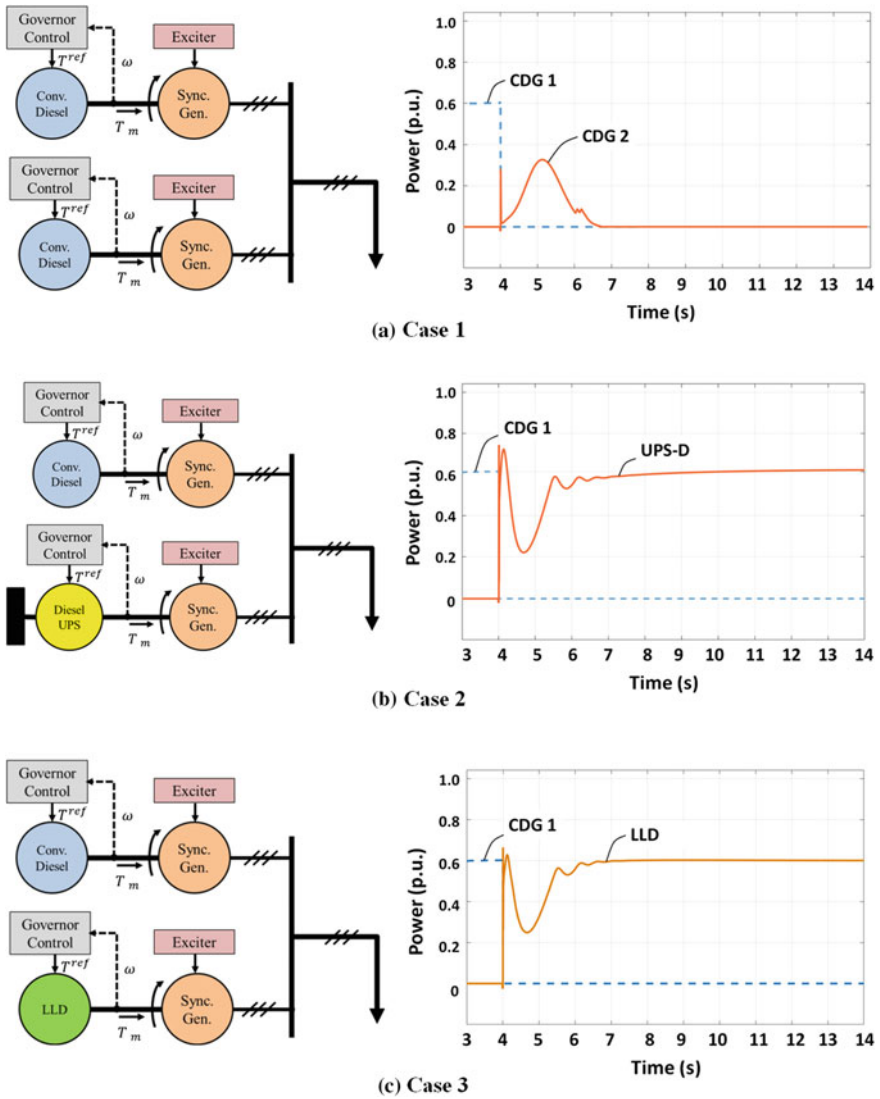 Governor
Control
Exciter
T^ref
ω
Conv.
Diesel
T_m
Sync.
Gen.
Governor
Control
Exciter
T^ref
ω
Conv.
Diesel
T_m
Sync.
Gen.
Power (p.u.)
1.0
0.8
0.6
0.4
0.2
0
CDG 1
CDG 2
3 4 5 6 7 8 9 10 11 12 13 14
Time (s)
(a) Case 1
Governor
Control
Exciter
T^ref
ω
Conv.
Diesel
T_m
Sync.
Gen.
Governor
Control
Exciter
T^ref
ω
Diesel
UPS
T_m
Sync.
Gen.
Power (p.u.)
1.0
0.8
0.6
0.4
0.2
0
CDG 1
UPS-D
3 4 5 6 7 8 9 10 11 12 13 14
Time (s)
(b) Case 2
Governor
Control
Exciter
T^ref
ω
Conv.
Diesel
T_m
Sync.
Gen.
Governor
Control
Exciter
T^ref
ω
LLD
T_m
Sync.
Gen.
Power (p.u.)
1.0
0.8
0.6
0.4
0.2
0
CDG 1
LLD
3 4 5 6 7 8 9 10 11 12 13 14
Time (s)
(c) Case 3